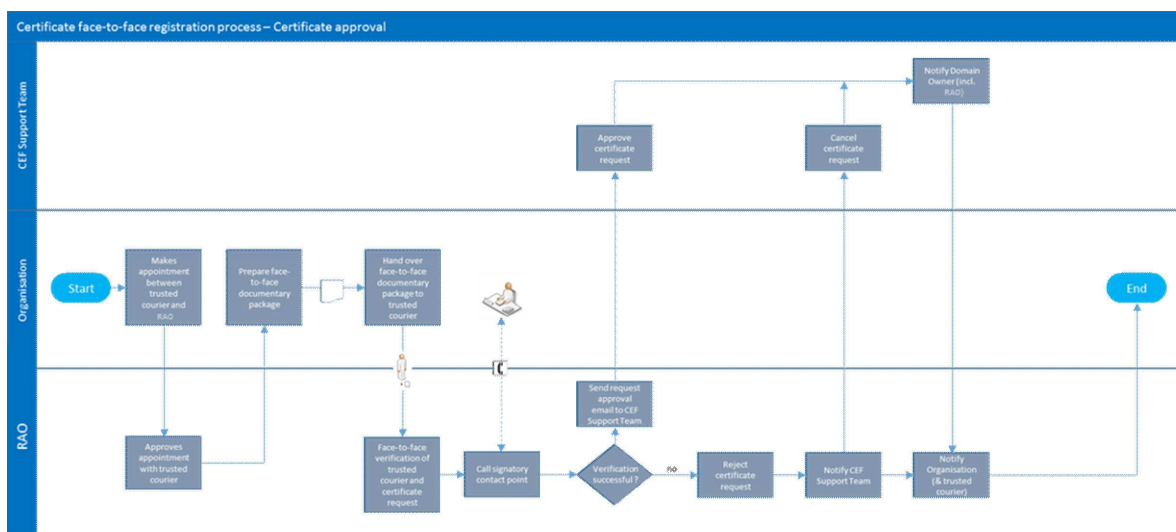 Certificate face-to-face registration process – Certificate approval
CEF Support Team
Notify Domain
Owner (incl.
RAO)
Approve
certificate
request
Cancel
certificate
request
Organisation
Start
Makes
appointment
between
trusted
courier and RAO
Prepare face-
to-face
documentary
package
Hand over
face-to-face
documentary
package to
trusted
courier
End
RAO
Approves
appointment
with trusted
courier
Face-to-face
verification of
trusted
courier and
certificate
request
Call signatory
contact point
Send request
approval
email to CEF
Support Team
Verification
successful ?
no
Reject
certificate
request
Notify CEF
Support Team
Notify
Organisation
(& trusted
courier)